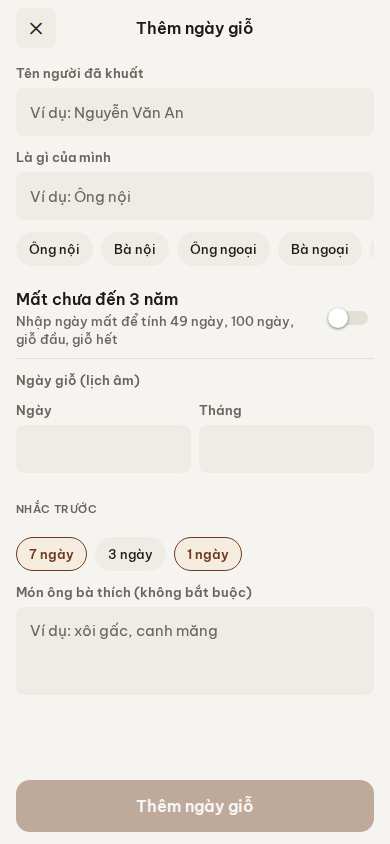 Thêm ngày giỗ
Tên người đã khuất
Ví dụ: Nguyễn Văn An
Là gì của mình
Ví dụ: Ông nội
Ông nội
Bà nội
Ông ngoại
Bà ngoại
Mất chưa đến 3 năm
Nhập ngày mất để tính 49 ngày, 100 ngày,
giỗ đầu, giỗ hết
Ngày giỗ (lịch âm)
Ngày
Tháng
NHẮC TRƯỚC
7 ngày
3 ngày
1 ngày
Món ông bà thích (không bắt buộc)
Ví dụ: xôi gấc, canh măng
Thêm ngày giỗ